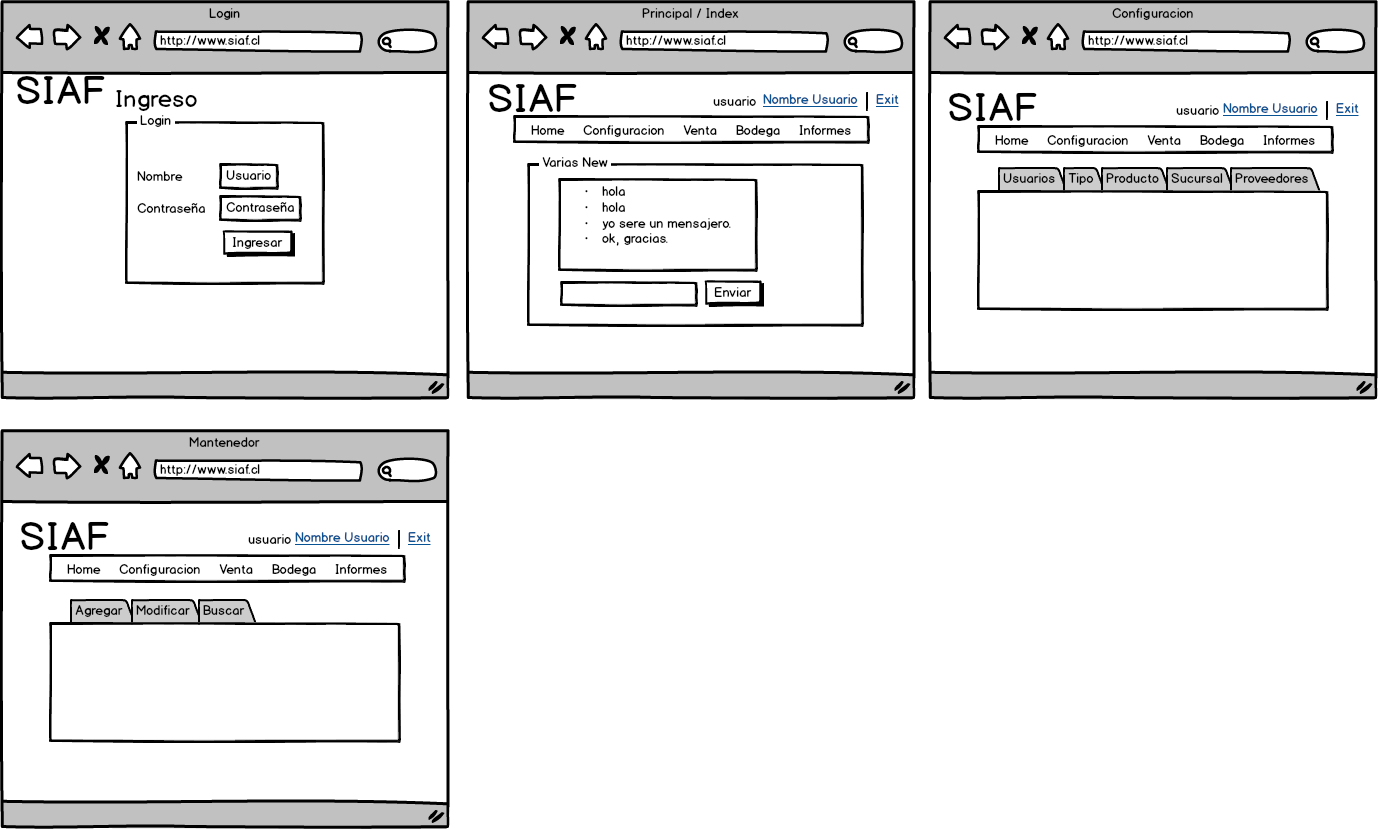 Login
http://www.siaf.cl
SIAF Ingreso
Login
Nombre Usuario
Contraseña Contraseña
Ingresar
Principal / Index
http://www.siaf.cl
SIAF usuario Nombre Usuario | Exit
Home Configuracion Venta Bodega Informes
Varias New
· hola
· hola
· yo sere un mensajero.
· ok, gracias.
Enviar
Configuracion
http://www.siaf.cl
SIAF usuario Nombre Usuario | Exit
Home Configuracion Venta Bodega Informes
Usuarios Tipo Producto Sucursal Proveedores
Mantenedor
http://www.siaf.cl
SIAF usuario Nombre Usuario | Exit
Home Configuracion Venta Bodega Informes
Agregar Modificar Buscar